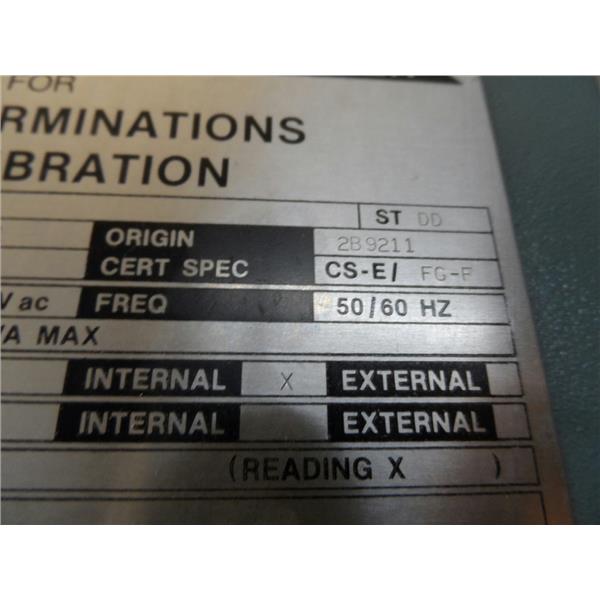 FOR
RMINATIONS
BRATION
ST DD
ORIGIN 2B9211
CERT SPEC CS-E/ FG-F
V ac FREQ 50/60 HZ
VA MAX
INTERNAL X EXTERNAL
INTERNAL EXTERNAL
(READING X )